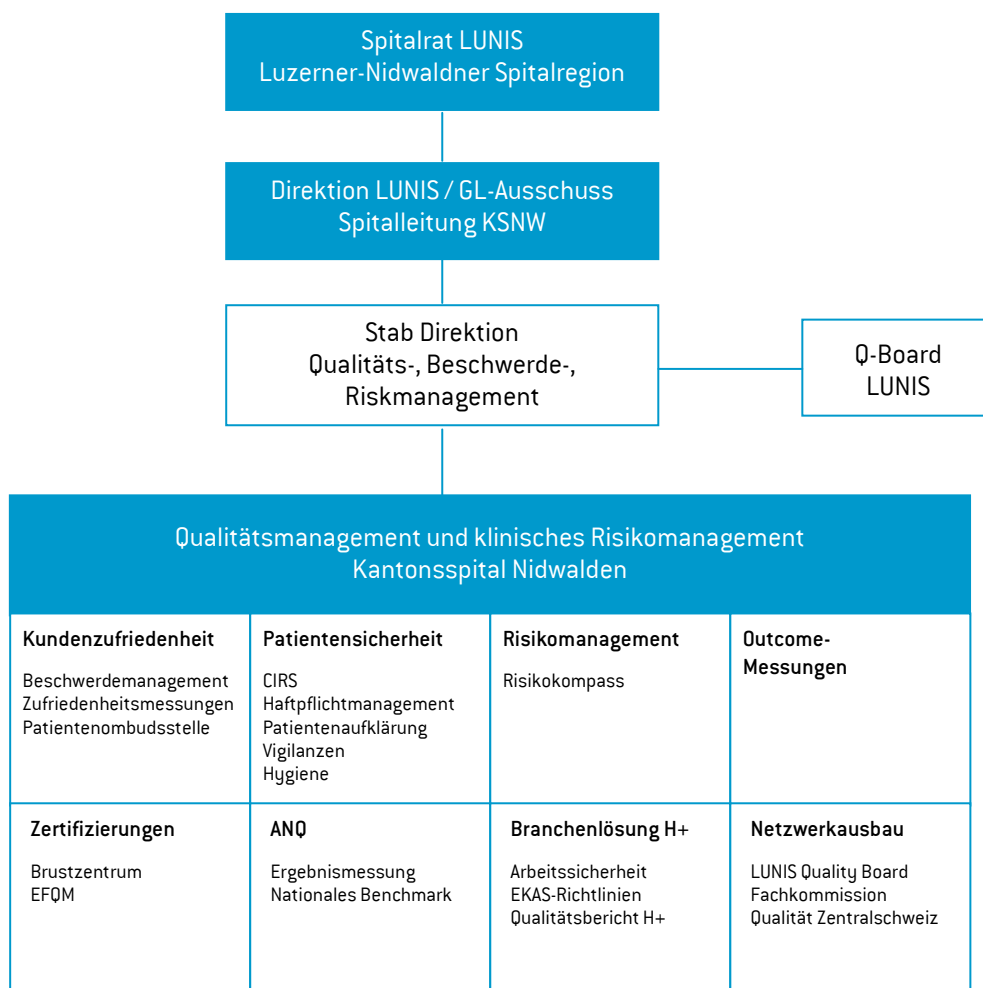 Spitalrat LUNIS
Luzerner-Nidwaldner Spitalregion
Direktion LUNIS / GL-Ausschuss
Spitalleitung KSNW
Stab Direktion
Qualitäts-, Beschwerde-,
Riskmanagement
Q-Board
LUNIS
Qualitätsmanagement und klinisches Risikomanagement
Kantonsspital Nidwalden
Kundenzufriedenheit
Beschwerdemanagement
Zufriedenheitsmessungen
Patientenombudsstelle
Patientensicherheit
CIRS
Haftpflichtmanagement
Patientenaufklärung
Vigilanzen
Hygiene
Risikomanagement
Risikokompass
Outcome-
Messungen
Zertifizierungen
Brustzentrum
EFQM
ANQ
Ergebnismessung
Nationales Benchmark
Branchenlösung H+
Arbeitssicherheit
EKAS-Richtlinien
Qualitätsbericht H+
Netzwerkausbau
LUNIS Quality Board
Fachkommission
Qualität Zentralschweiz